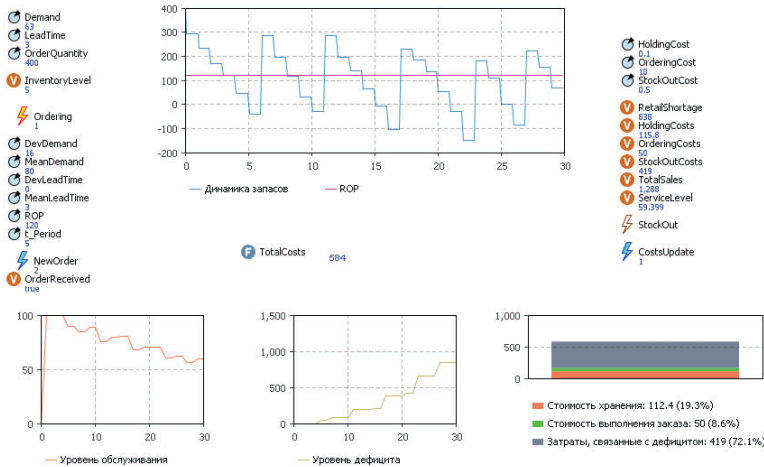 Demand
63
LeadTime
3
OrderQuantity
400
InventoryLevel
5
Ordering
1
DevDemand
16
MeanDemand
80
DevLeadTime
0
MeanLeadTime
3
ROP
120
t_Period
5
NewOrder
2
OrderReceived
true
400
300
200
100
0
-100
-200
0 5 10 15 20 25 30
Динамика запасов ROP
TotalCosts 584
HoldingCost
0.1
OrderingCost
10
StockOutCost
0.5
RetailShortage
838
HoldingCosts
115.8
OrderingCosts
50
StockOutCosts
419
TotalSales
1,288
ServiceLevel
59.399
StockOut
CostsUpdate
1
100
50
0
0 10 20 30
Уровень обслуживания
1,500
1,000
500
0
0 10 20 30
Уровень дефицита
1,000
500
0
Стоимость хранения: 112.4 (19.3%)
Стоимость выполнения заказа: 50 (8.6%)
Затраты, связанные с дефицитом: 419 (72.1%)